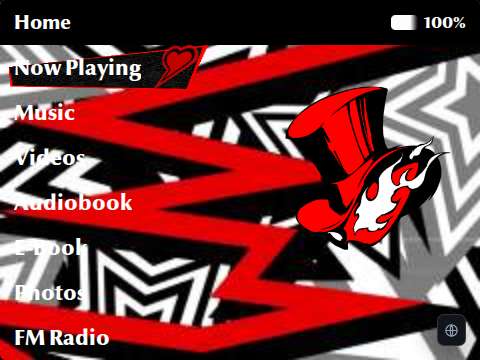 Home
100%
Now Playing
Music
Videos
Audiobook
E-Book
Photos
FM Radio